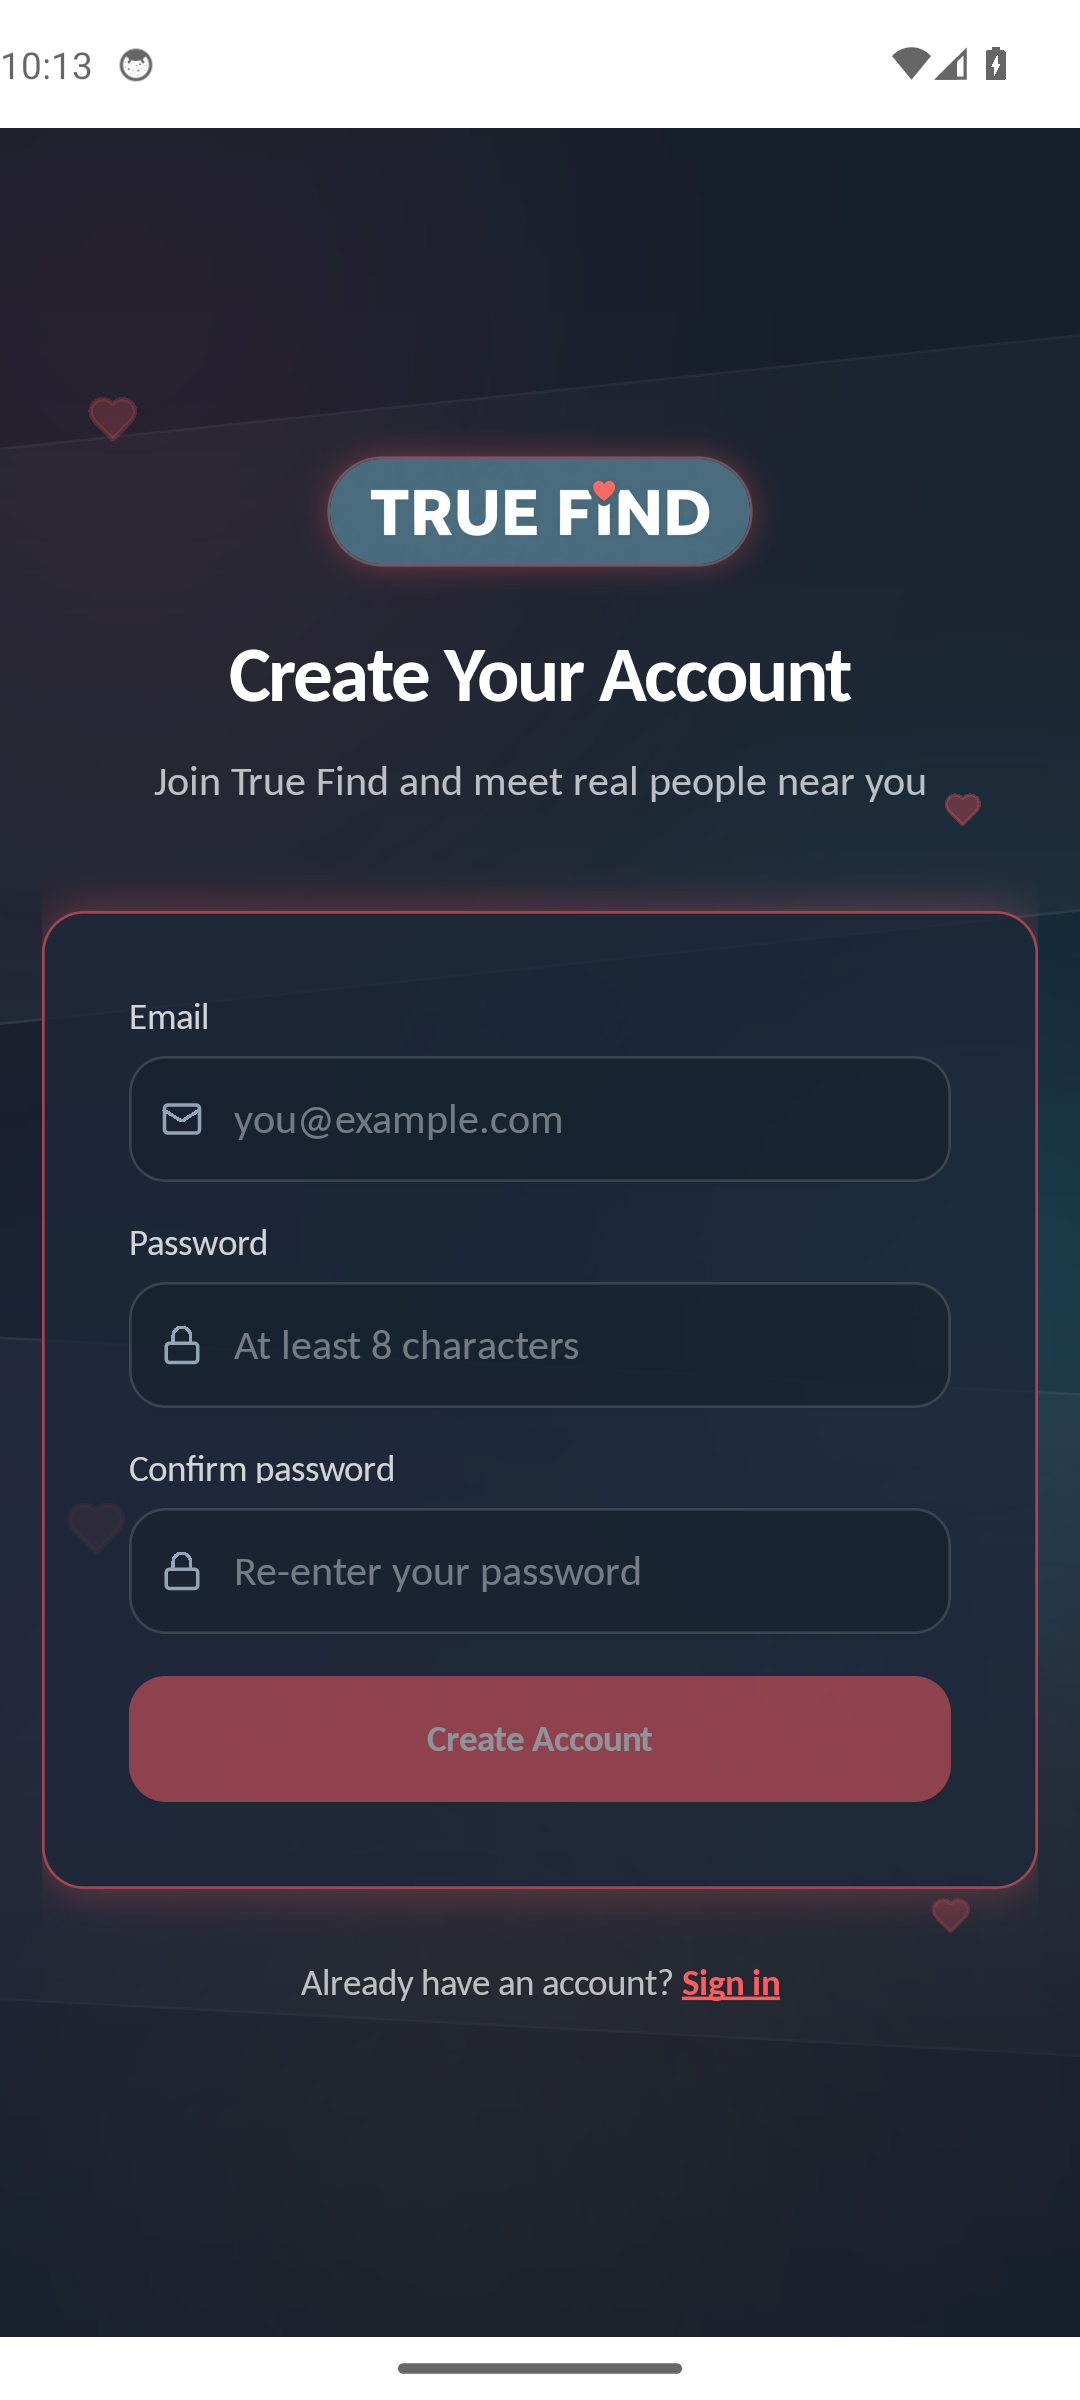 10:13
TRUE FiND
Create Your Account
Join True Find and meet real people near you
Email
you@example.com
Password
At least 8 characters
Confirm password
Re-enter your password
Create Account
Already have an account? Sign in